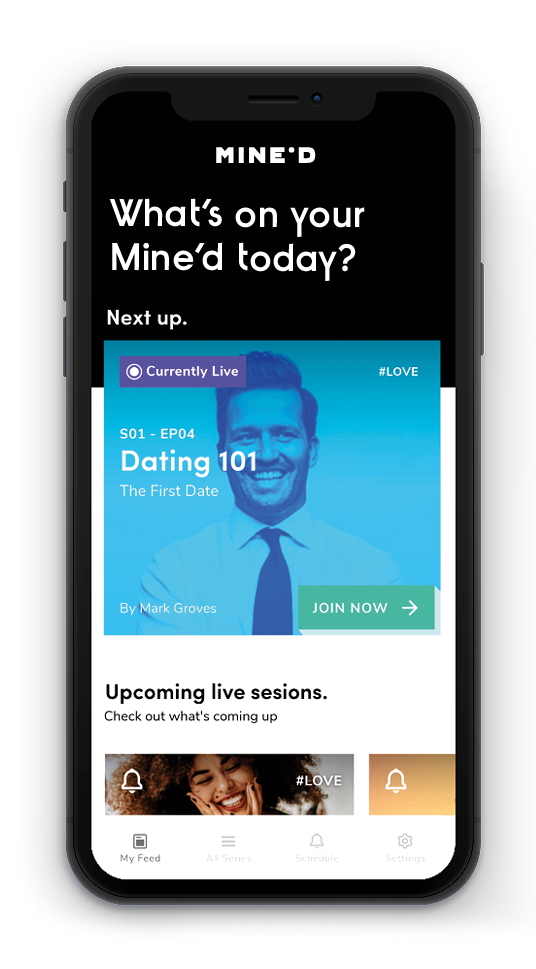 MINE'D
What's on your
Mine'd today?
Next up.
Currently Live
#LOVE
S01 - EP04
Dating 101
The First Date
By Mark Groves
JOIN NOW
Upcoming live sesions.
Check out what's coming up
#LOVE
My Feed
All Series
Schedule
Settings